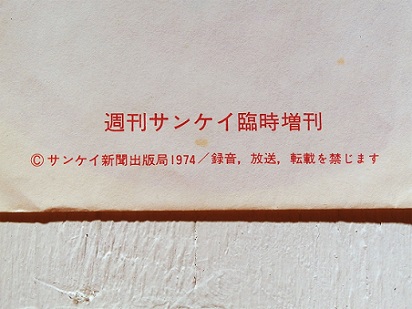 週刊サンケイ臨時増刊
©サンケイ新聞出版局1974／録音，放送，転載を禁じます